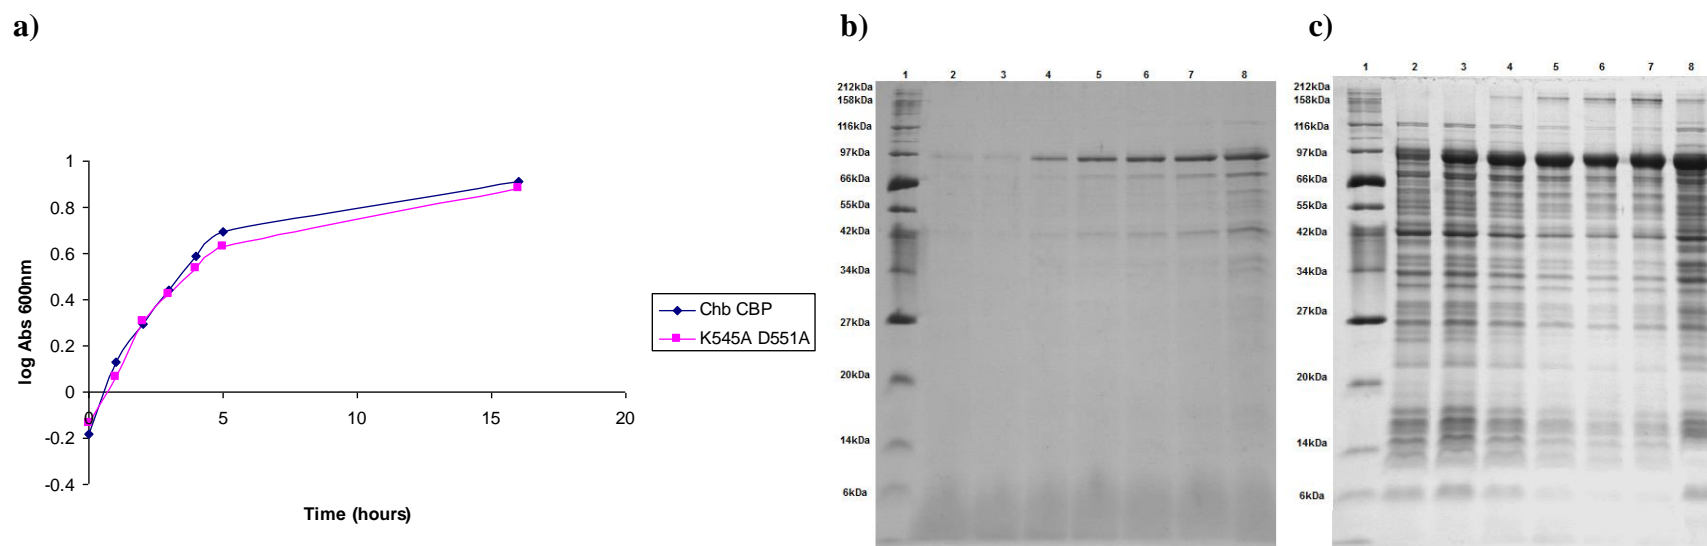 a)
b)
c)
1
0.8
0.6
0.4
0.2
0
-0.2
-0.4
0
5
10
15
20
log Abs 600nm
Time (hours)
Chb CBP
K545A D551A
1 2 3 4 5 6 7 8
212kDa
158kDa
116kDa
97kDa
66kDa
55kDa
42kDa
34kDa
27kDa
20kDa
14kDa
6kDa
1 2 3 4 5 6 7 8
212kDa
158kDa
116kDa
97kDa
66kDa
55kDa
42kDa
34kDa
27kDa
20kDa
14kDa
6kDa